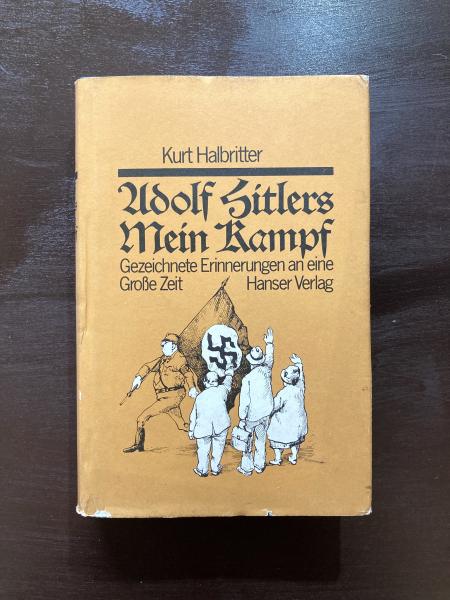 Kurt Halbritter
Adolf Hitlers
Mein Kampf
Gezeichnete Erinnerungen an eine
Große Zeit Hanser Verlag